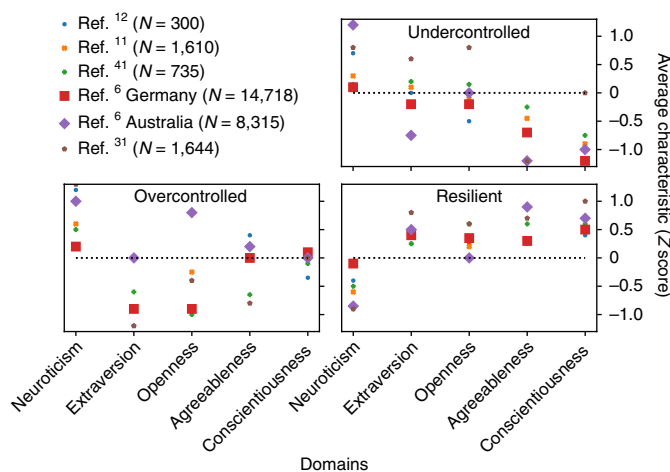 Ref. 12 (N = 300)
Ref. 11 (N = 1,610)
Ref. 41 (N = 735)
Ref. 6 Germany (N = 14,718)
Ref. 6 Australia (N = 8,315)
Ref. 31 (N = 1,644)
Undercontrolled
1.0
0.5
0
−0.5
−1.0
Overcontrolled
Resilient
1.0
0.5
0
−0.5
−1.0
Average characteristic (Z score)
Neuroticism
Extraversion
Openness
Agreeableness
Conscientiousness
Neuroticism
Extraversion
Openness
Agreeableness
Conscientiousness
Domains